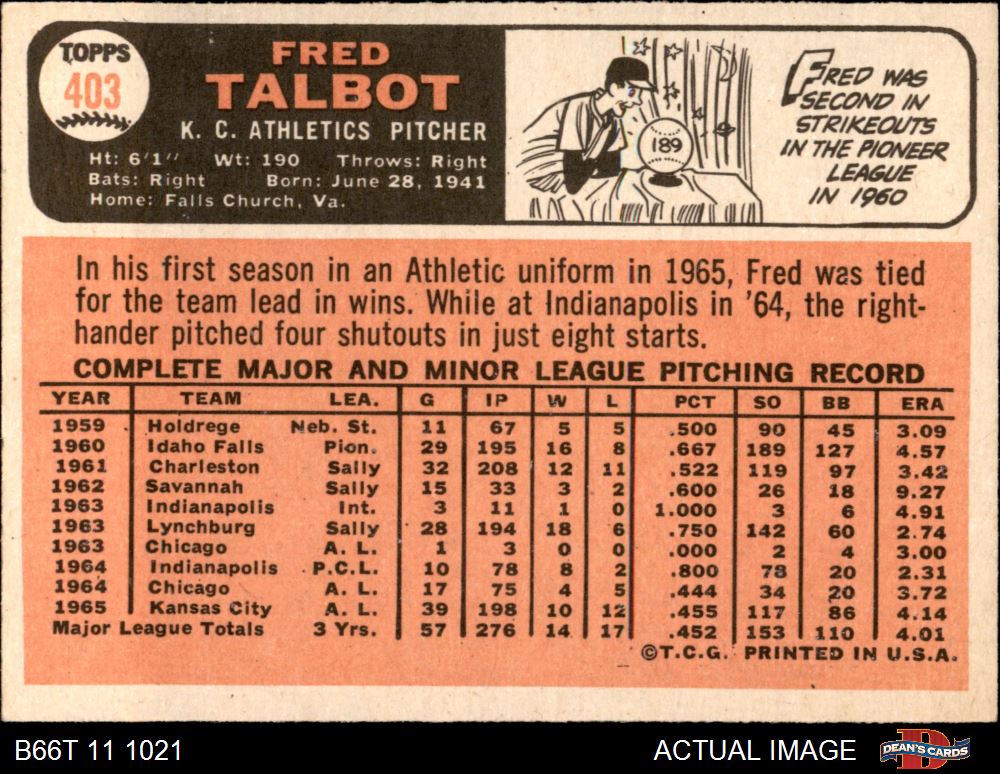 TOPPS
403
FRED
TALBOT
K. C. ATHLETICS PITCHER
Ht: 6'1" Wt: 190 Throws: Right
Bats: Right Born: June 28, 1941
Home: Falls Church, Va.
189
FRED WAS
SECOND IN
STRIKEOUTS
IN THE PIONEER
LEAGUE
IN 1960
In his first season in an Athletic uniform in 1965, Fred was tied
for the team lead in wins. While at Indianapolis in '64, the right-
hander pitched four shutouts in just eight starts.
COMPLETE MAJOR AND MINOR LEAGUE PITCHING RECORD
YEAR TEAM LEA. G IP W L PCT SO BB ERA
1959 Holdrege Neb. St. 11 67 5 5 .500 90 45 3.09
1960 Idaho Falls Pion. 29 195 16 8 .667 189 127 4.57
1961 Charleston Sally 32 208 12 11 .522 119 97 3.42
1962 Savannah Sally 15 33 3 2 .600 26 18 9.27
1963 Indianapolis Int. 3 11 1 0 1.000 3 6 4.91
1963 Lynchburg Sally 28 194 18 6 .750 142 60 2.74
1963 Chicago A. L. 1 3 0 0 .000 2 4 3.00
1964 Indianapolis P.C.L. 10 78 8 2 .800 78 20 2.31
1964 Chicago A. L. 17 75 4 5 .444 34 20 3.72
1965 Kansas City A. L. 39 198 10 12 .455 117 86 4.14
Major League Totals 3 Yrs. 57 276 14 17 .452 153 110 4.01
©T.C.G. PRINTED IN U.S.A.
B66T 11 1021 ACTUAL IMAGE
DEAN'S CARDS